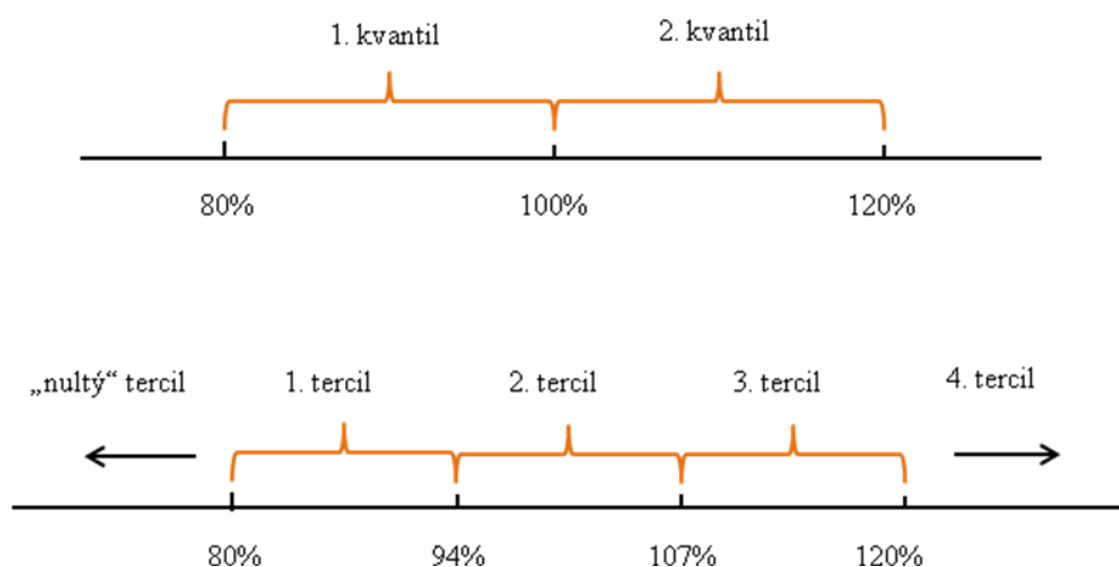 1. kvantil 2. kvantil
80% 100% 120%
„nultý“ tercil 1. tercil 2. tercil 3. tercil 4. tercil
80% 94% 107% 120%